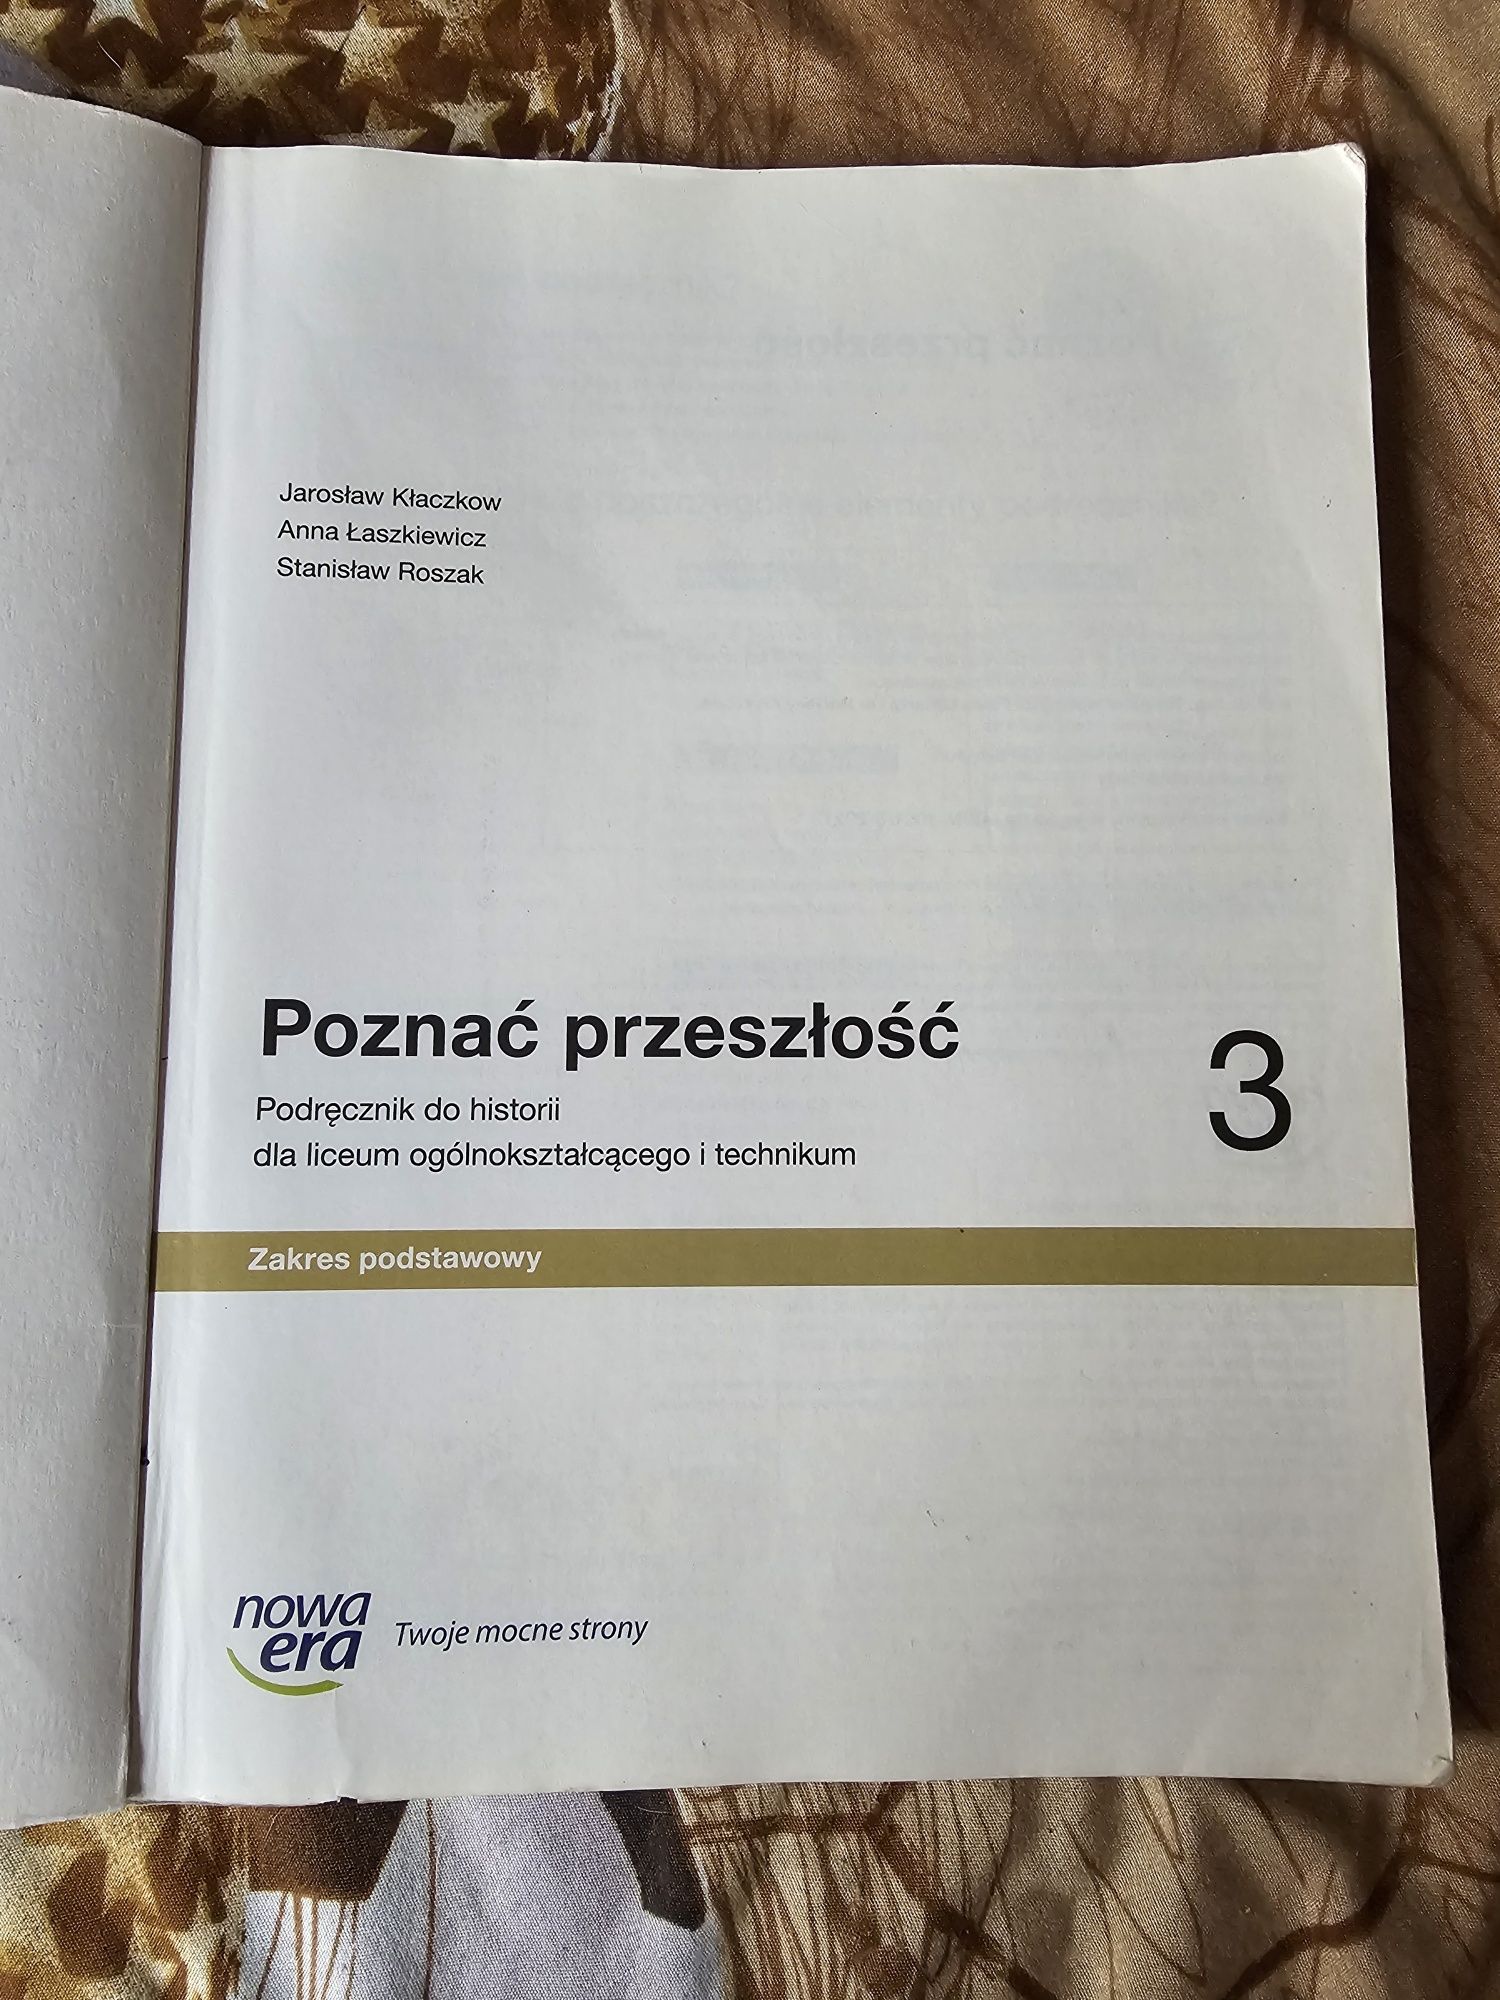 Jarosław Kłaczkow
Anna Łaszkiewicz
Stanisław Roszak
Poznać przeszłość
3
Podręcznik do historii
dla liceum ogólnokształcącego i technikum
Zakres podstawowy
nowa
era
Twoje mocne strony